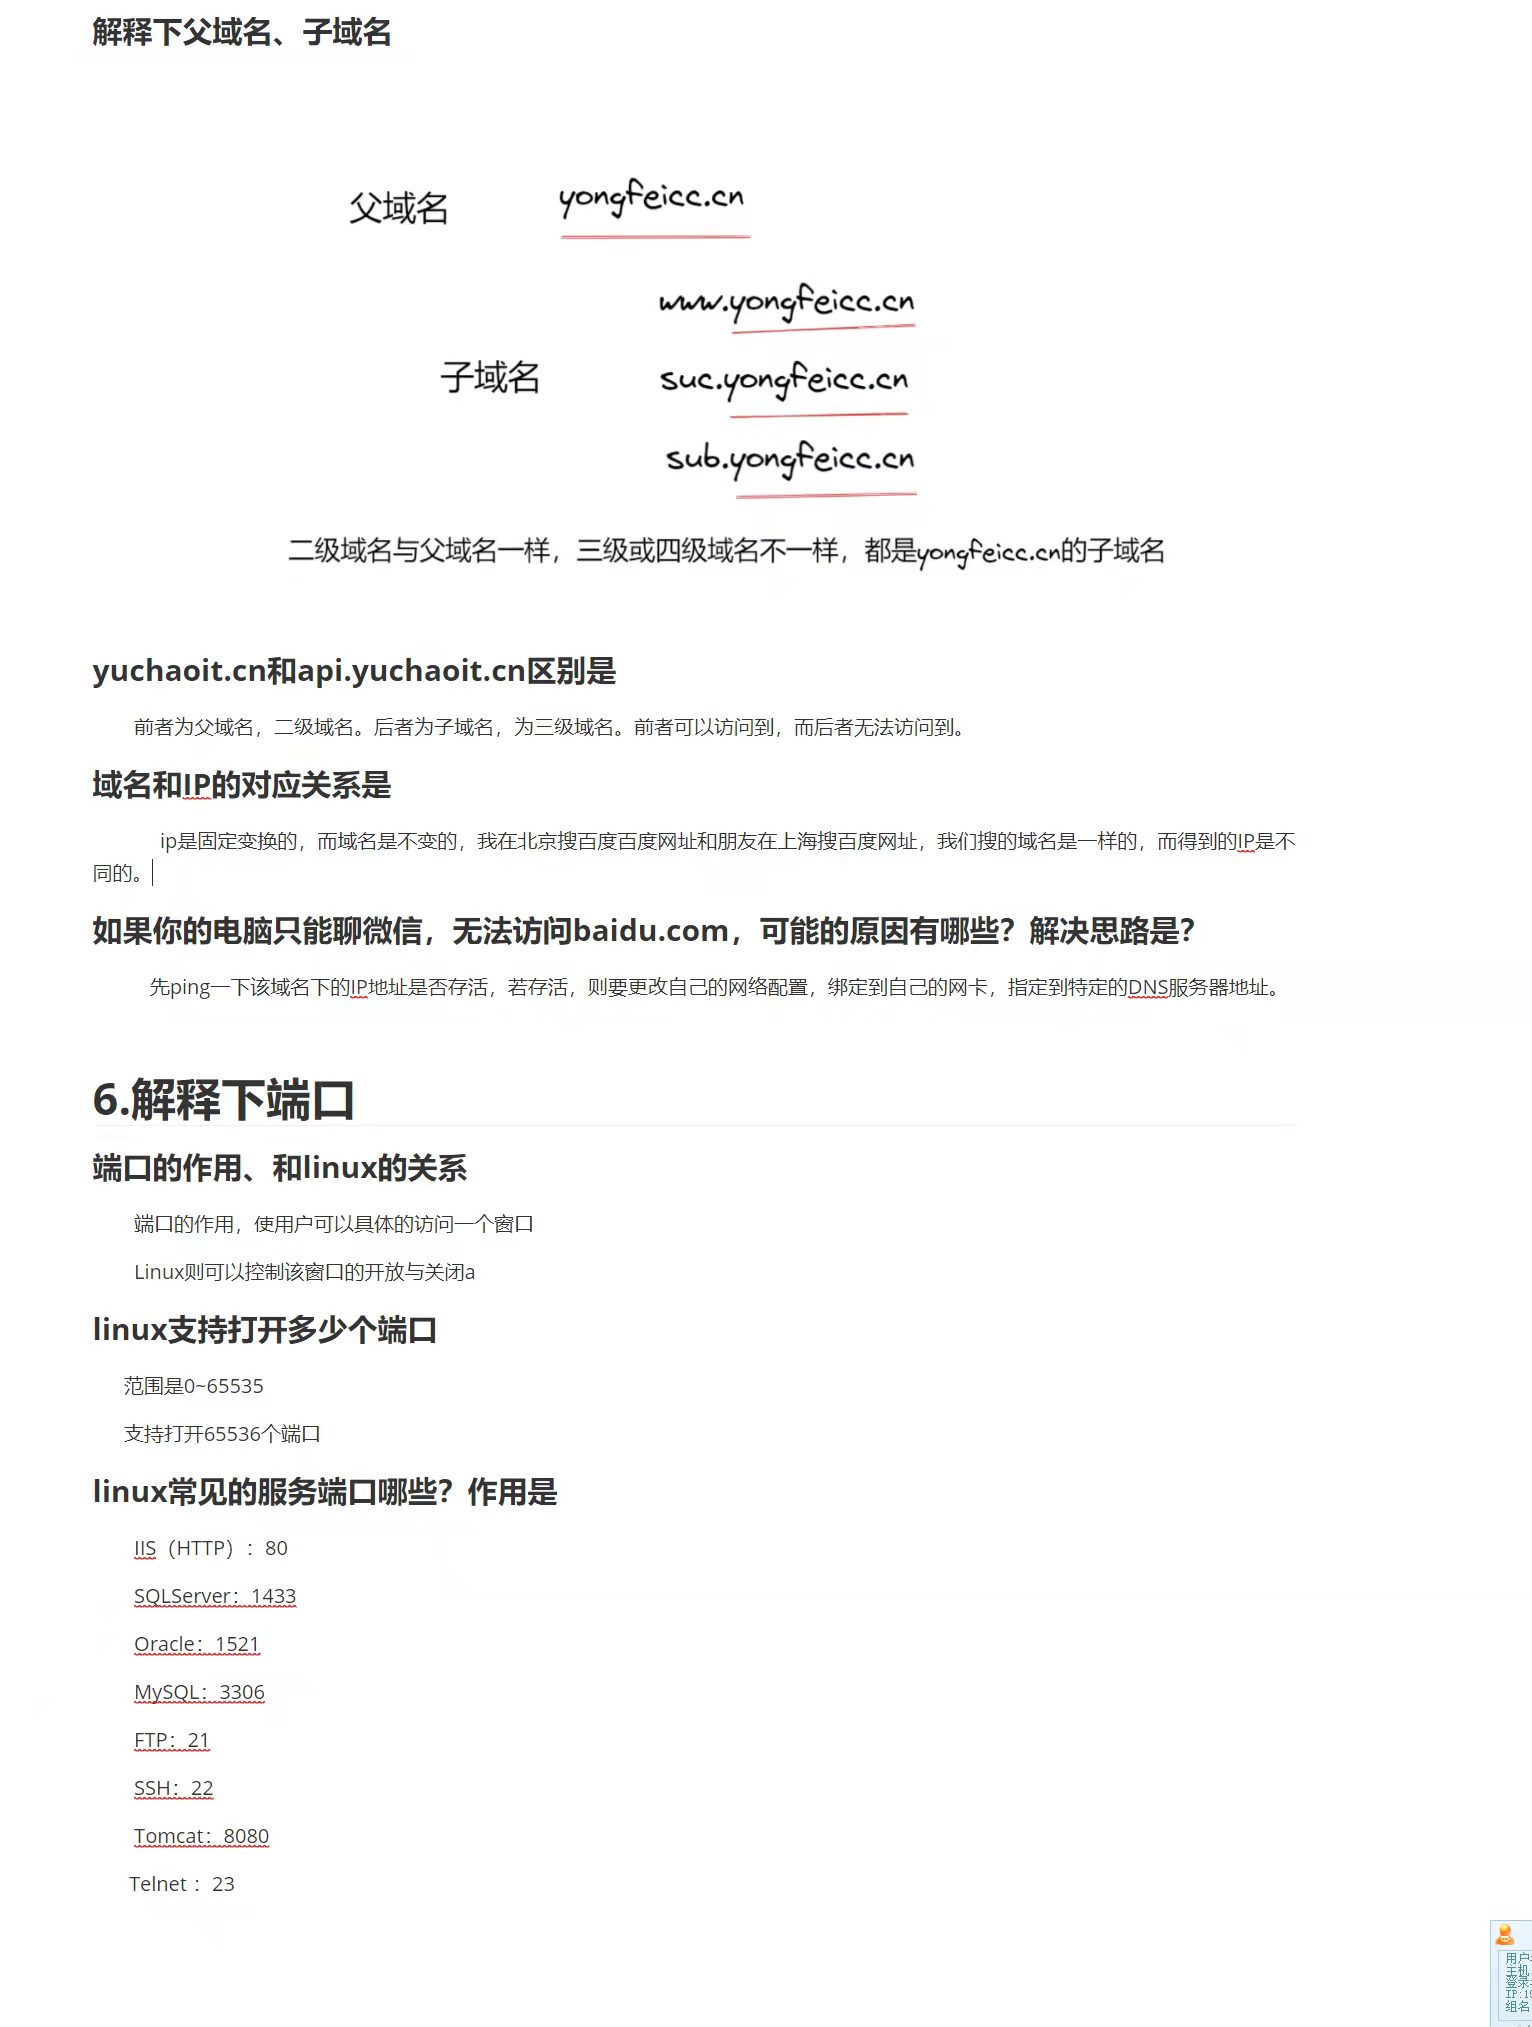 解释下父域名、子域名
父域名 yongfeicc.cn
www.yongfeicc.cn
子域名 suc.yongfeicc.cn
sub.yongfeicc.cn
二级域名与父域名一样，三级或四级域名不一样，都是yongfeicc.cn的子域名
yuchaoit.cn和api.yuchaoit.cn区别是
前者为父域名，二级域名。后者为子域名，为三级域名。前者可以访问到，而后者无法访问到。
域名和IP的对应关系是
ip是固定变换的，而域名是不变的，我在北京搜百度百度网址和朋友在上海搜百度网址，我们搜的域名是一样的，而得到的IP是不
同的。
如果你的电脑只能聊微信，无法访问baidu.com，可能的原因有哪些？解决思路是？
先ping一下该域名下的IP地址是否存活，若存活，则要更改自己的网络配置，绑定到自己的网卡，指定到特定的DNS服务器地址。
6.解释下端口
端口的作用、和linux的关系
端口的作用，使用户可以具体的访问一个窗口
Linux则可以控制该窗口的开放与关闭a
linux支持打开多少个端口
范围是0~65535
支持打开65536个端口
linux常见的服务端口哪些？作用是
IIS（HTTP）：80
SQLServer：1433
Oracle：1521
MySQL：3306
FTP：21
SSH：22
Tomcat：8080
Telnet ：23
用户
主机
登录
IP:19
组名